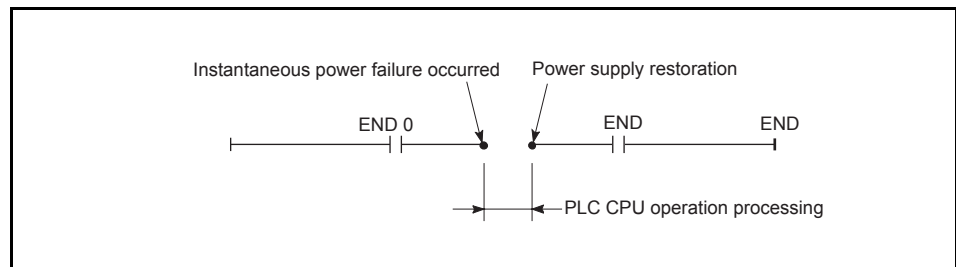 Instantaneous power failure occurred
Power supply restoration
END 0
END
END
PLC CPU operation processing